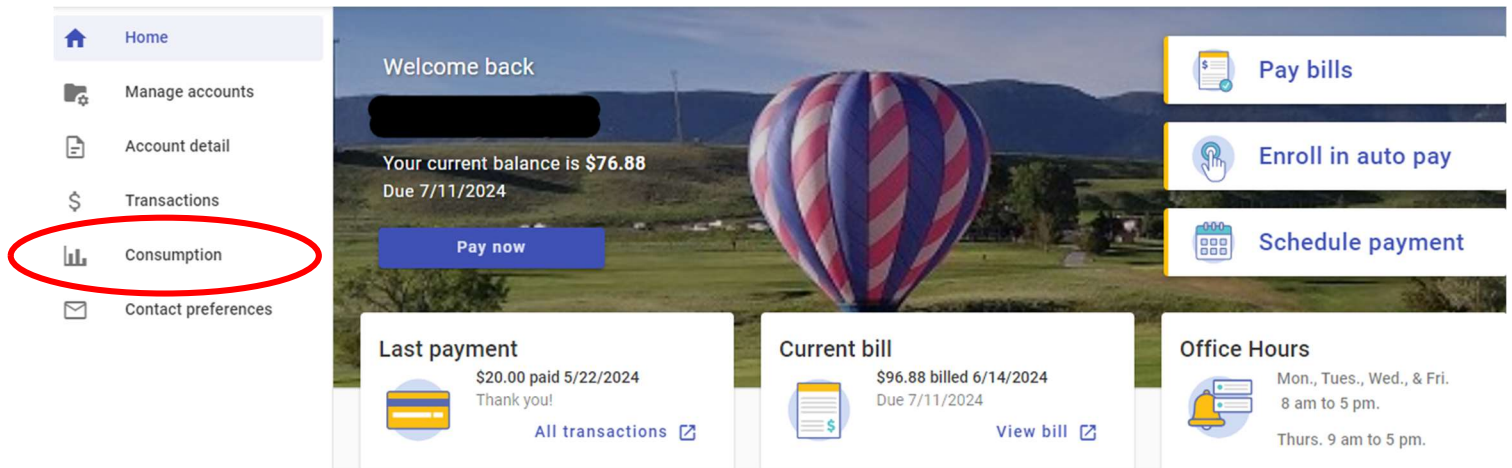 Home
Manage accounts
Account detail
Transactions
Consumption
Contact preferences
Welcome back
Your current balance is $76.88
Due 7/11/2024
Pay now
Pay bills
Enroll in auto pay
Schedule payment
Last payment
$20.00 paid 5/22/2024
Thank you!
All transactions
Current bill
$96.88 billed 6/14/2024
Due 7/11/2024
View bill
Office Hours
Mon., Tues., Wed., & Fri.
8 am to 5 pm.
Thurs. 9 am to 5 pm.